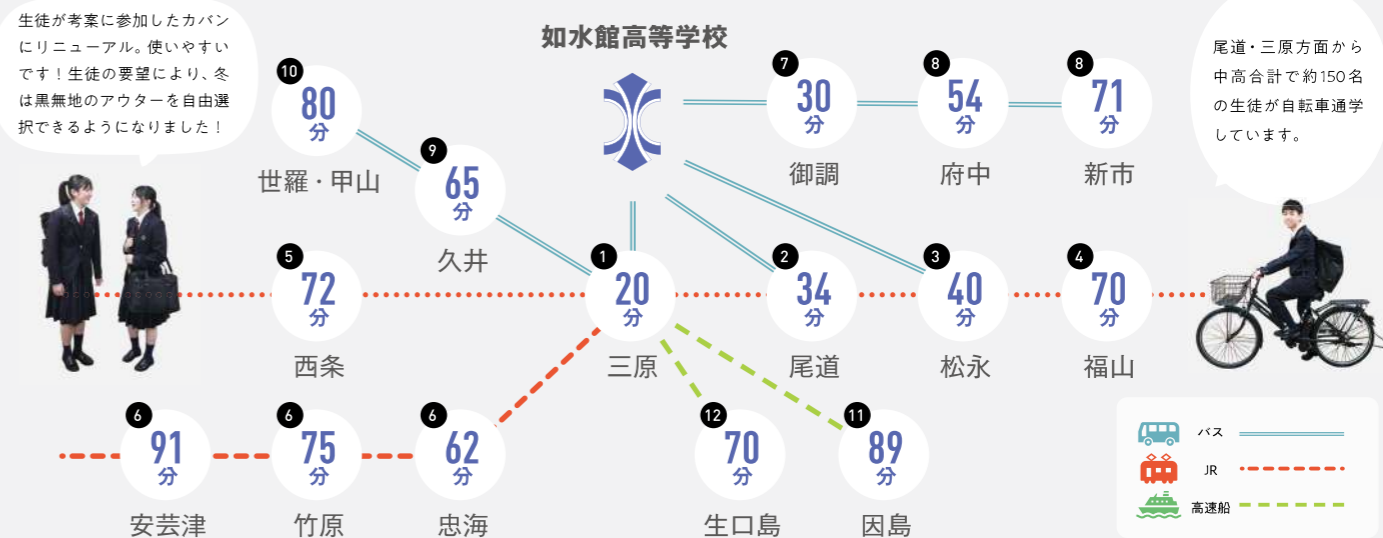 生徒が考案に参加したカバン
にリニューアル。使いやすい
です！生徒の要望により、冬
は黒無地のアウターを自由選
択できるようになりました！
如水館高等学校
尾道・三原方面から
中高合計で約150名
の生徒が自転車通学
しています。
10
80
分
世羅・甲山
9
65
分
久井
7
30
分
御調
8
54
分
府中
8
71
分
新市
5
72
分
西条
1
20
分
三原
2
34
分
尾道
3
40
分
松永
4
70
分
福山
6
91
分
安芸津
6
75
分
竹原
6
62
分
忠海
12
70
分
生口島
11
89
分
因島
バス
JR
高速船